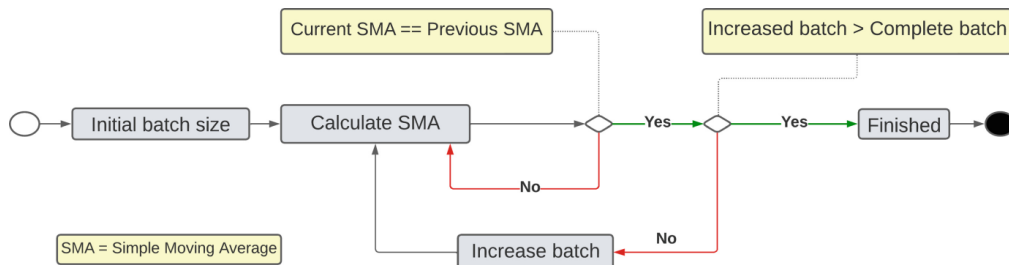 Current SMA == Previous SMA
Increased batch > Complete batch
Initial batch size
Calculate SMA
Yes
Yes
Finished
No
No
SMA = Simple Moving Average
Increase batch